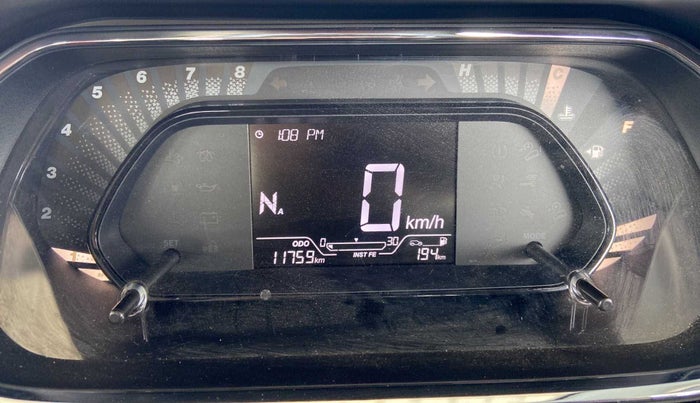 2 3 4 5 6 7 8 H C F
1:08 PM
NA
0 km/h
ODO 0 30
11759km INST FE 194km
SET MODE